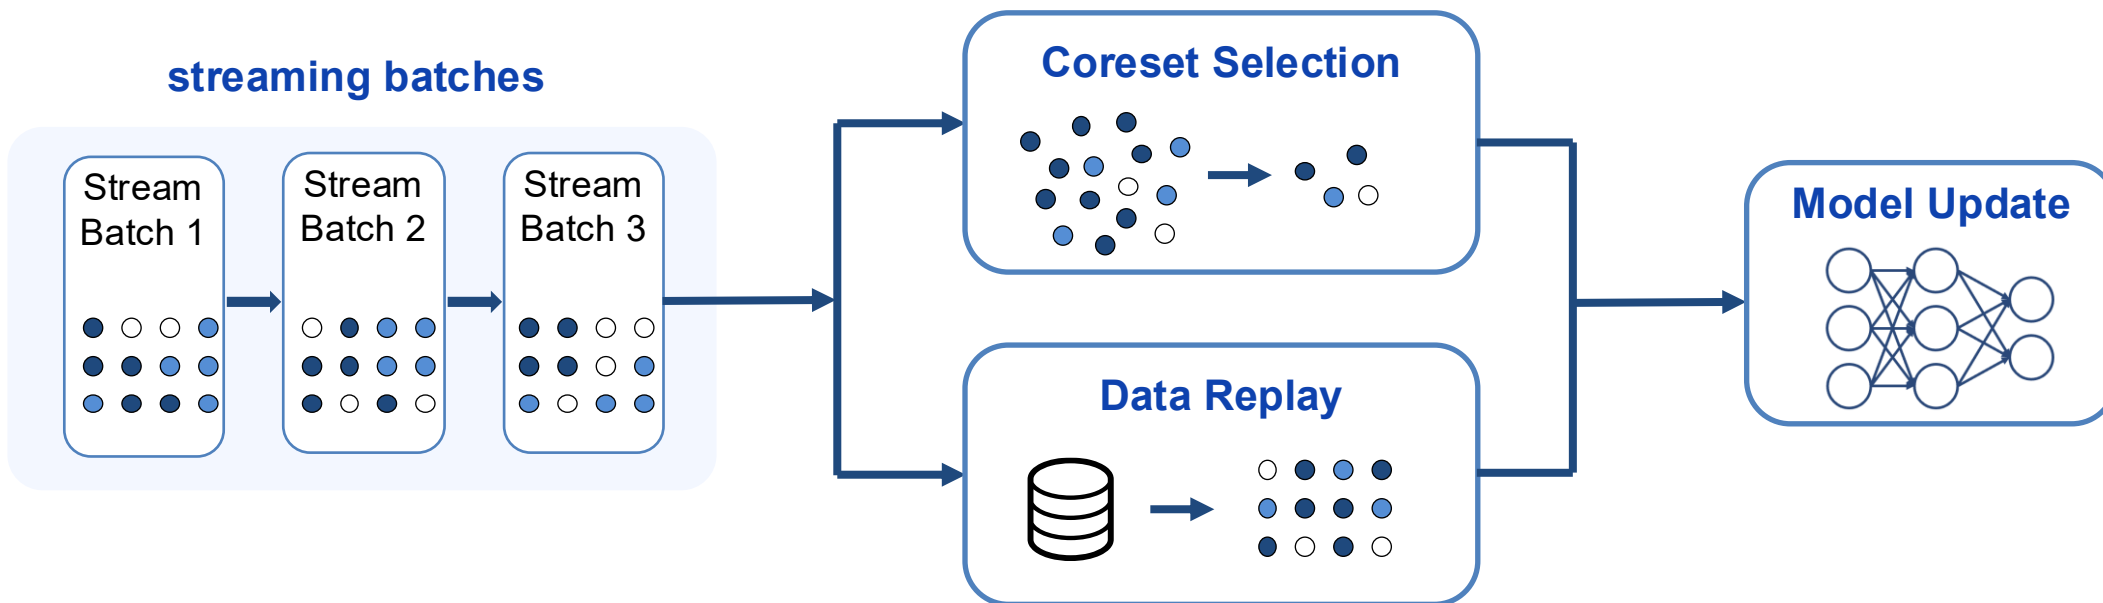 streaming batches
Stream
Batch 1
Stream
Batch 2
Stream
Batch 3
Coreset Selection
Data Replay
Model Update